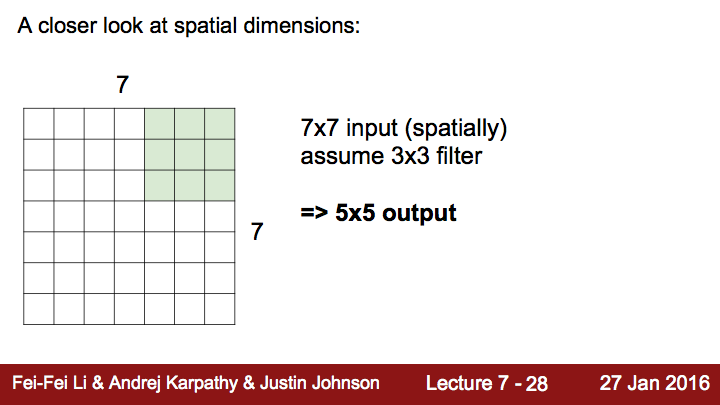 A closer look at spatial dimensions:
7
7x7 input (spatially)
assume 3x3 filter
=> 5x5 output
7
Fei-Fei Li & Andrej Karpathy & Justin Johnson
Lecture 7 - 28
27 Jan 2016